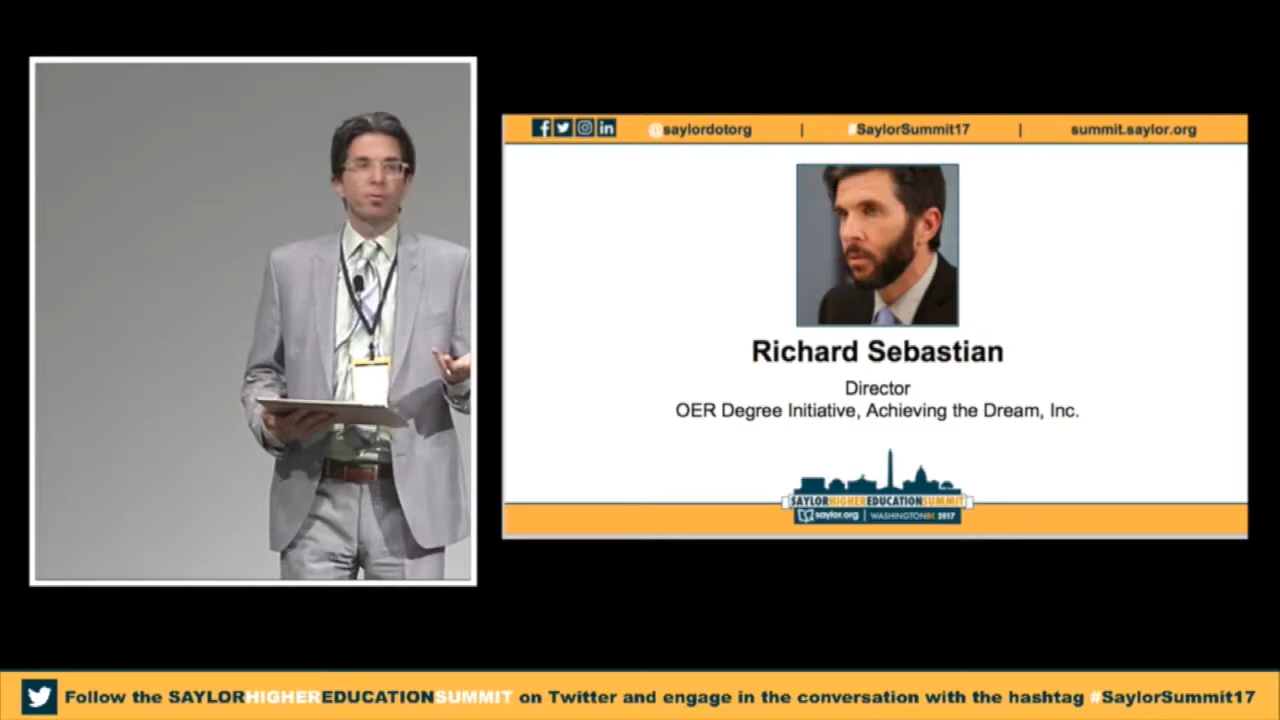 @saylordotorg | #SaylorSummit17 | summit.saylor.org
Richard Sebastian
Director
OER Degree Initiative, Achieving the Dream, Inc.
SAYLORHIGHEREDUCATIONSUMMIT
saylor.org | WASHINGTONDC 2017
Follow the SAYLORHIGHEREDUCATIONSUMMIT on Twitter and engage in the conversation with the hashtag #SaylorSummit17